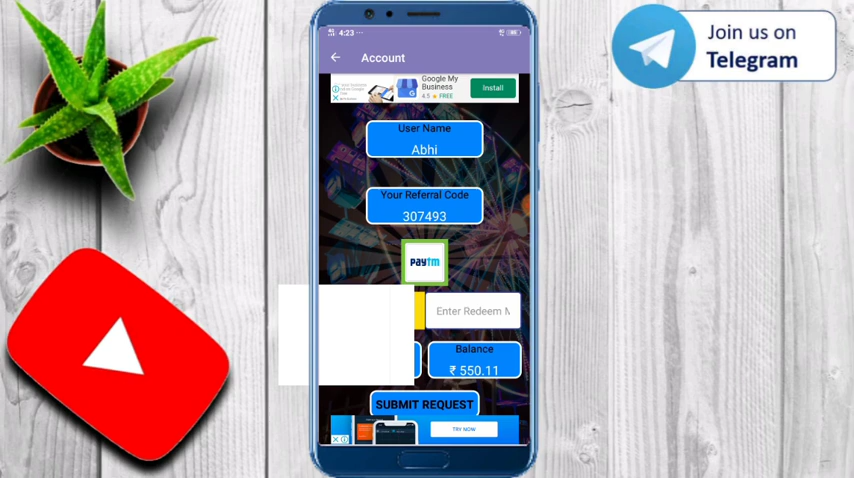 Join us on
Telegram
4:23 ...
Account
Google My
Business
4.5 ★ FREE
Install
User Name
Abhi
Your Referral Code
307493
Paytm
Enter Redeem M
Balance
₹ 550.11
SUBMIT REQUEST
TRY NOW